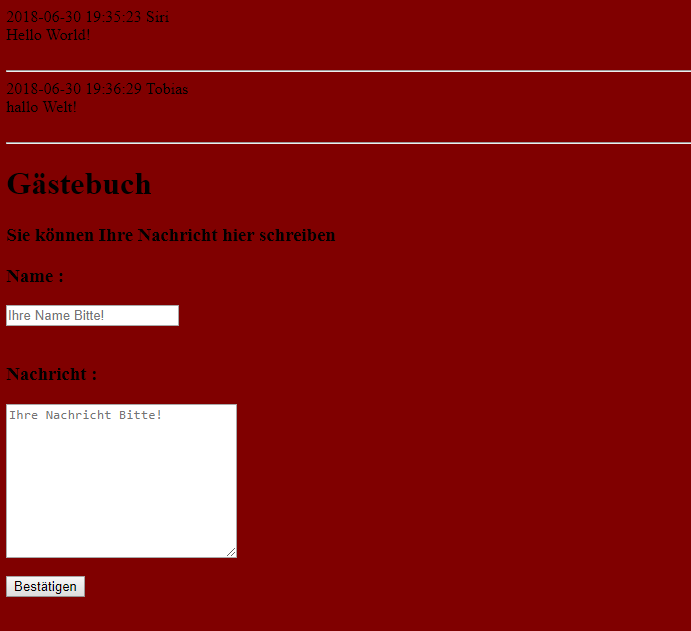 2018-06-30 19:35:23 Siri
Hello World!
2018-06-30 19:36:29 Tobias
hallo Welt!
Gästebuch
Sie können Ihre Nachricht hier schreiben
Name :
Ihre Name Bitte!
Nachricht :
Ihre Nachricht Bitte!
Bestätigen